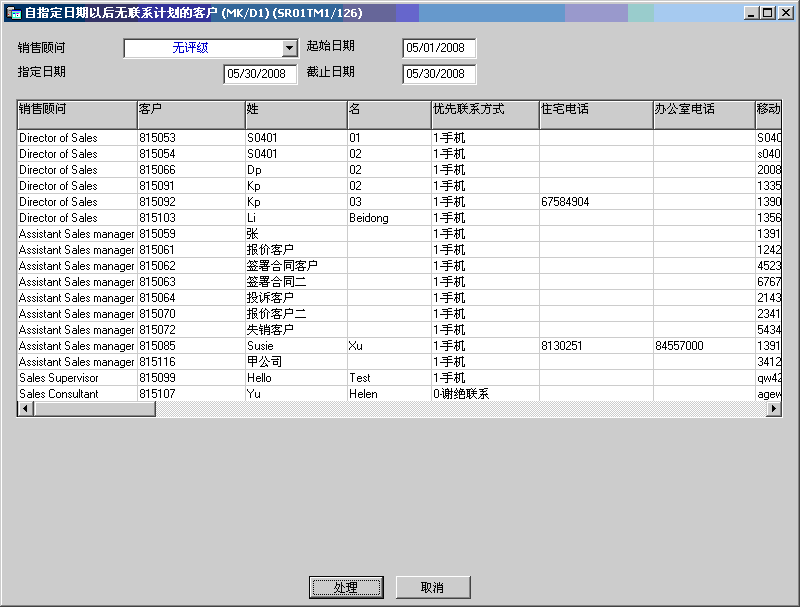 自指定日期以后无联系计划的客户 (MK/D1) (SR01TM1/126)
销售顾问 无评级 起始日期 05/01/2008
指定日期 05/30/2008 截止日期 05/30/2008
销售顾问 客户 姓 名 优先联系方式 住宅电话 办公室电话 移动
Director of Sales 815053 S0401 01 1-手机 S040
Director of Sales 815054 S0401 02 1-手机 s040
Director of Sales 815066 Dp 02 1-手机 2008
Director of Sales 815091 Kp 02 1-手机 1335
Director of Sales 815092 Kp 03 1-手机 67584904 1390
Director of Sales 815103 Li Beidong 1-手机 1356
Assistant Sales manager 815059 张 1-手机 1391
Assistant Sales manager 815061 报价客户 1-手机 1242
Assistant Sales manager 815062 签署合同客户 1-手机 4523
Assistant Sales manager 815063 签署合同二 1-手机 6767
Assistant Sales manager 815064 投诉客户 1-手机 2143
Assistant Sales manager 815070 报价客户二 1-手机 2341
Assistant Sales manager 815072 失销客户 1-手机 5434
Assistant Sales manager 815085 Susie Xu 1-手机 8130251 84557000 1391
Assistant Sales manager 815116 甲公司 1-手机 3412
Sales Supervisor 815099 Hello Test 1-手机 qw42
Sales Consultant 815107 Yu Helen 0-谢绝联系 agew
处理 取消